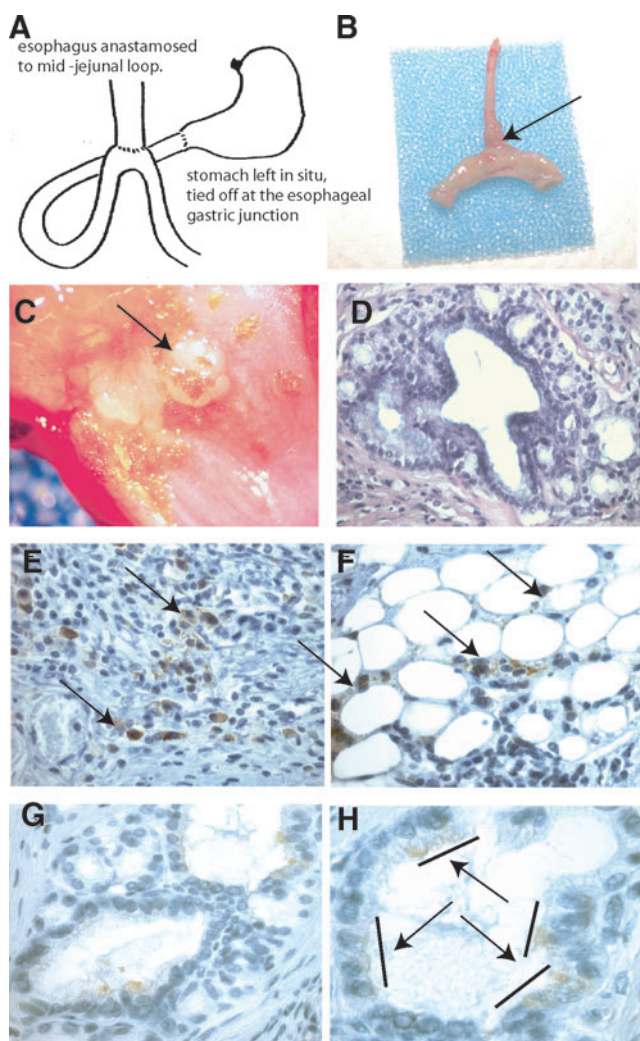 A
esophagus anastamosed
to mid -jejunal loop.
stomach left in situ,
tied off at the esophageal
gastric junction
B
C
D
E
F
G
H